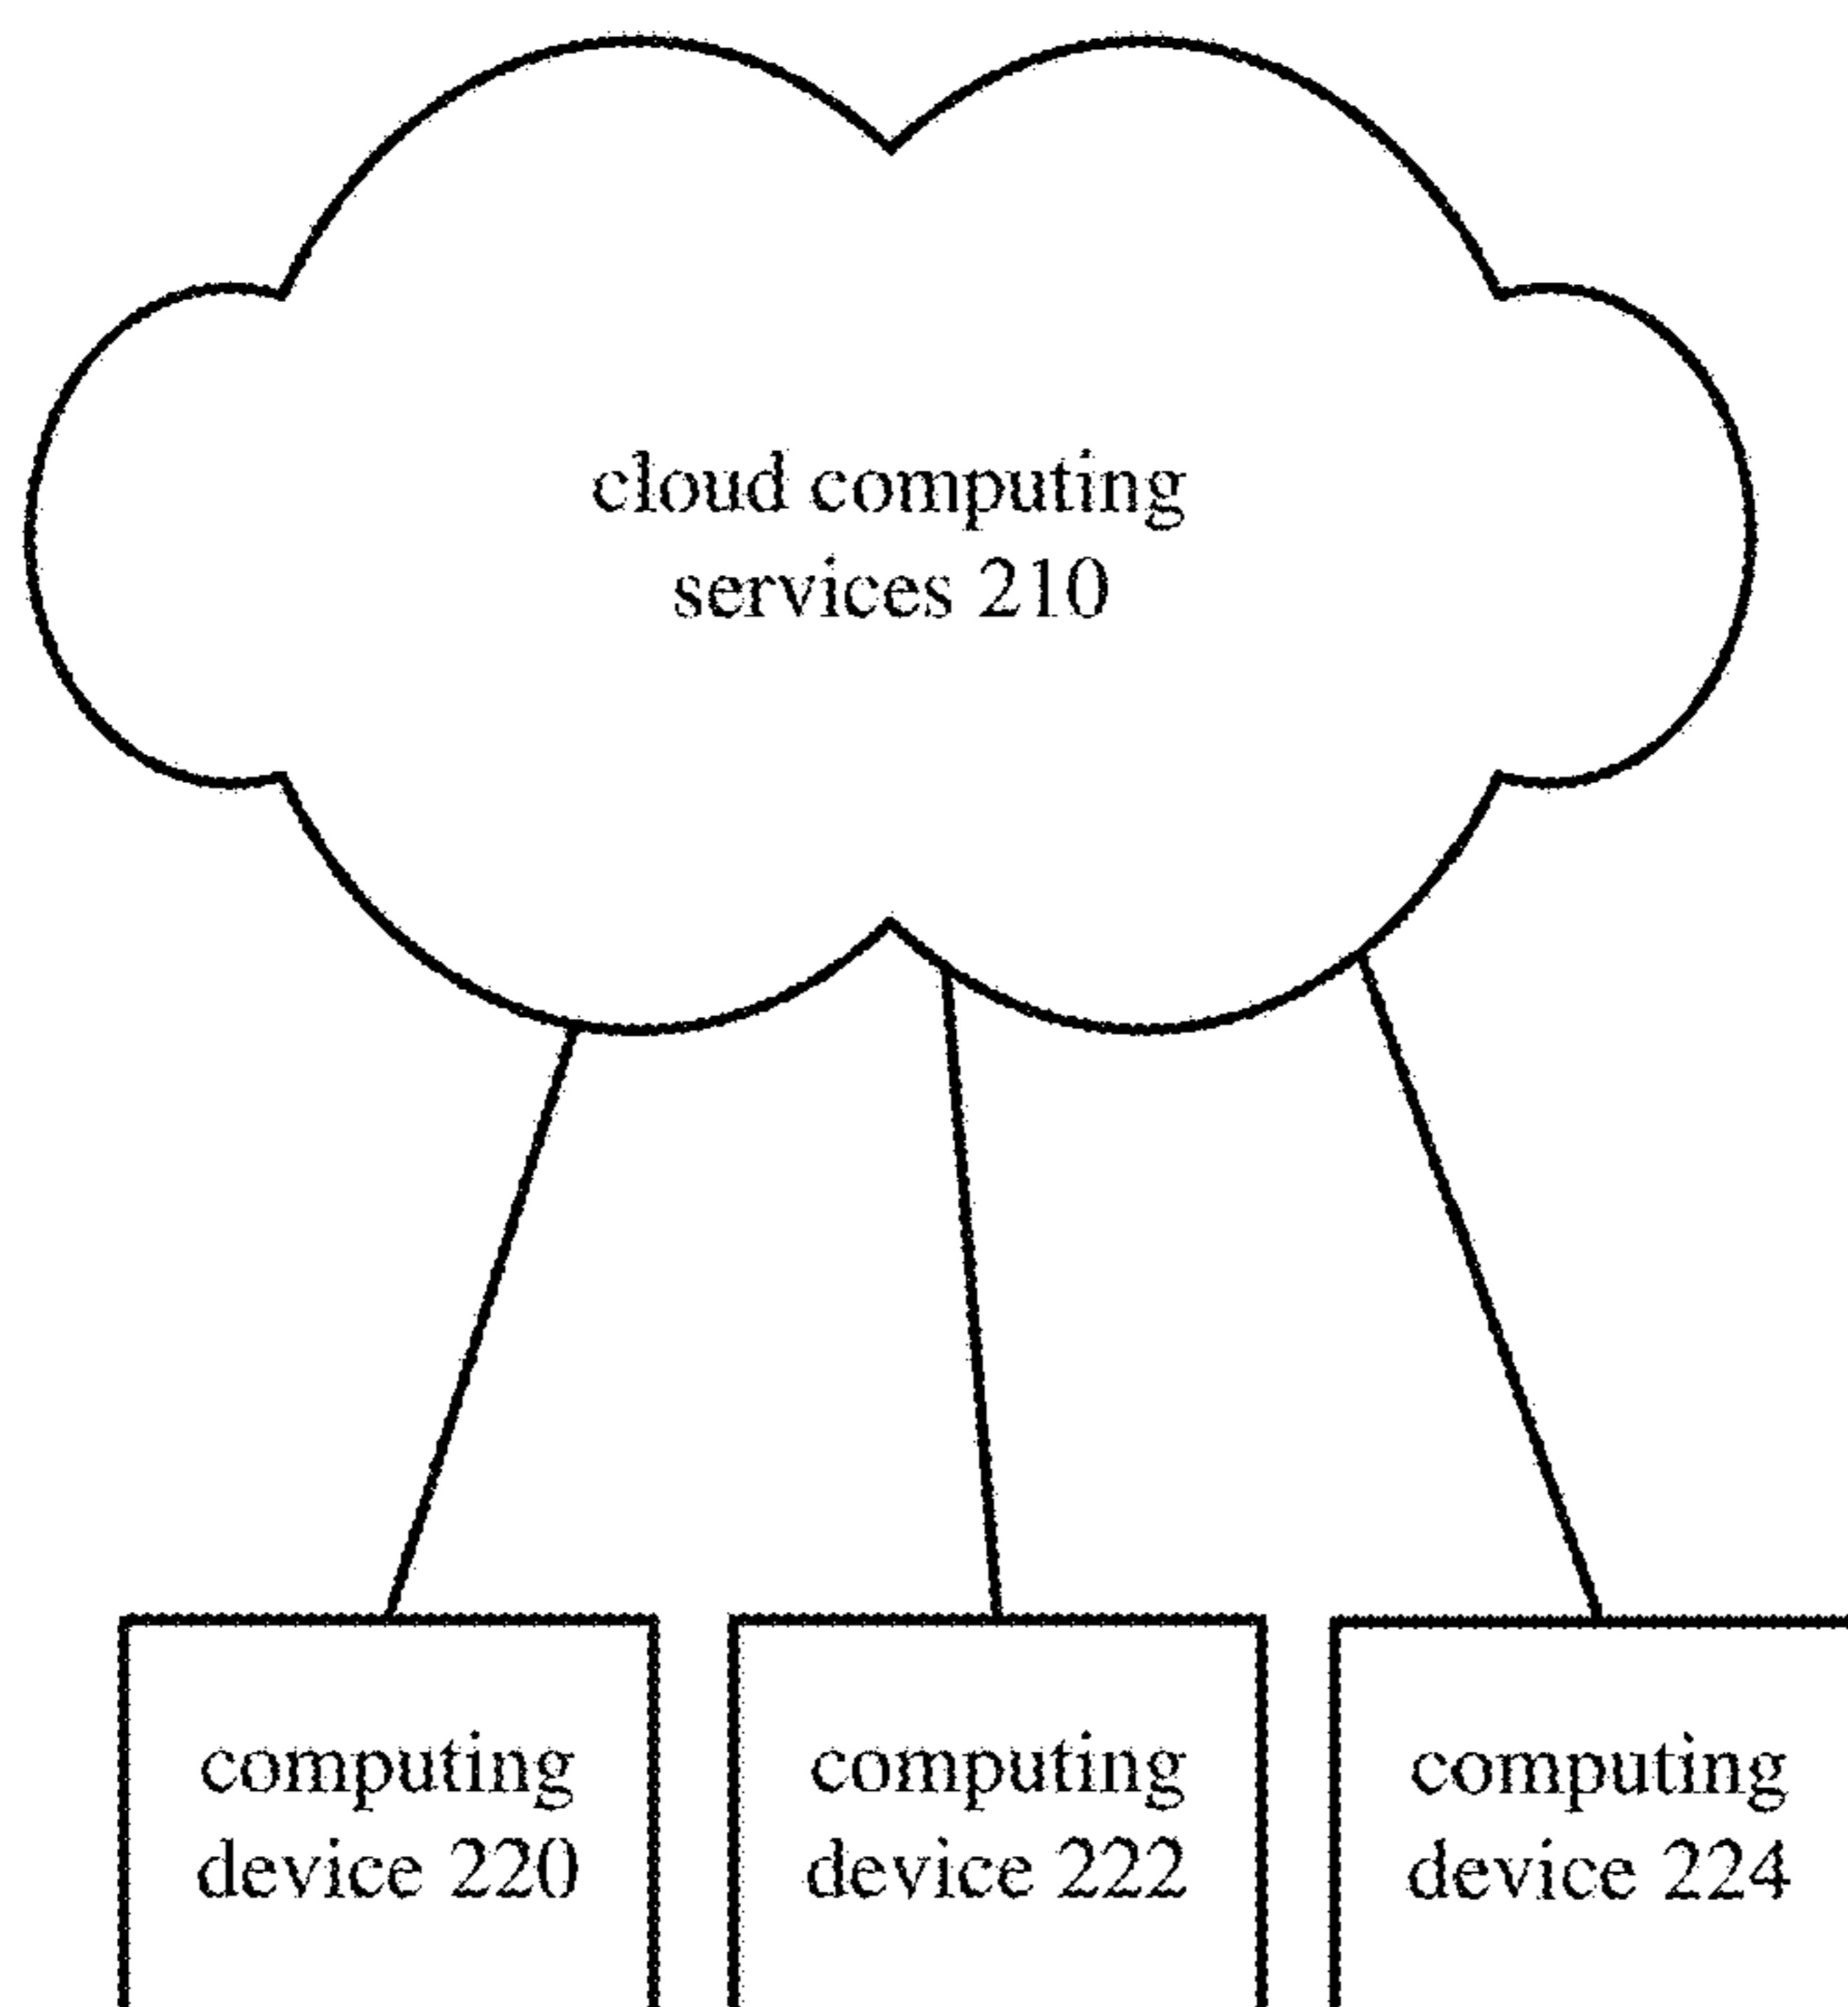 cloud computing
services 210
computing
device 220
computing
device 222
computing
device 224